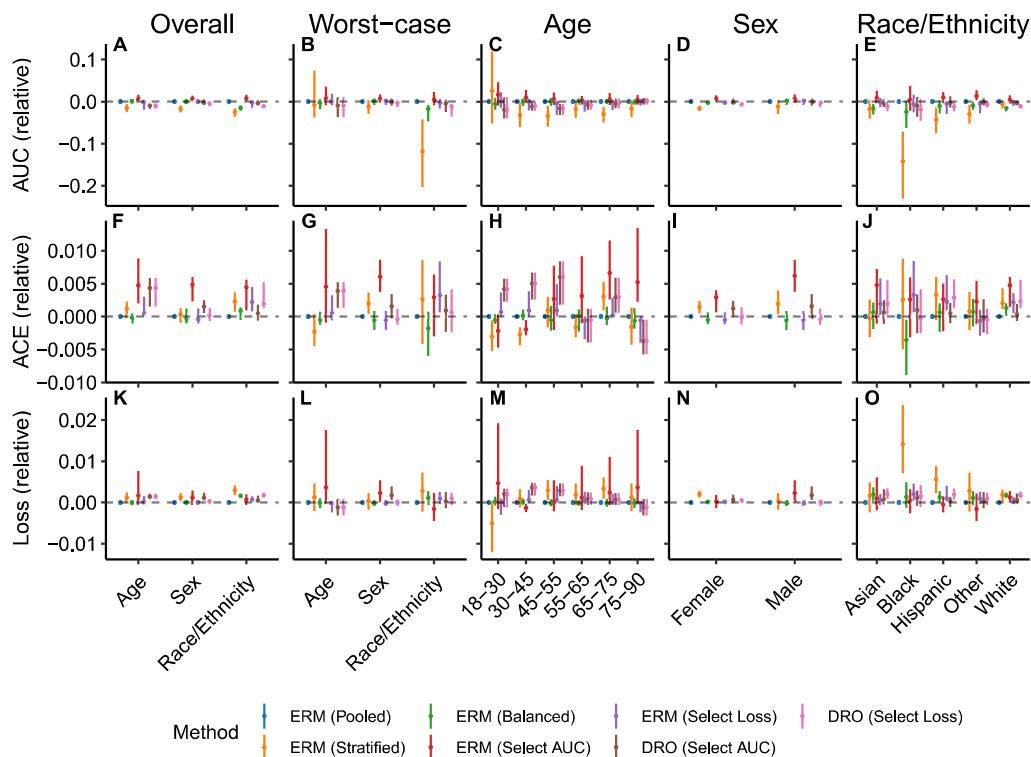 Overall
Worst−case
Age
Sex
Race/Ethnicity
A
B
C
D
E
AUC (relative)
0.1
0.0
−0.1
−0.2
F
G
H
I
J
ACE (relative)
0.010
0.005
0.000
−0.005
−0.010
K
L
M
N
O
Loss (relative)
0.02
0.01
0.00
−0.01
Age
Sex
Race/Ethnicity
Age
Sex
Race/Ethnicity
18−30
30−45
45−55
55−65
65−75
75−90
Female
Male
Asian
Black
Hispanic
Other
White
Method
ERM (Pooled)
ERM (Balanced)
ERM (Select Loss)
DRO (Select Loss)
ERM (Stratified)
ERM (Select AUC)
DRO (Select AUC)